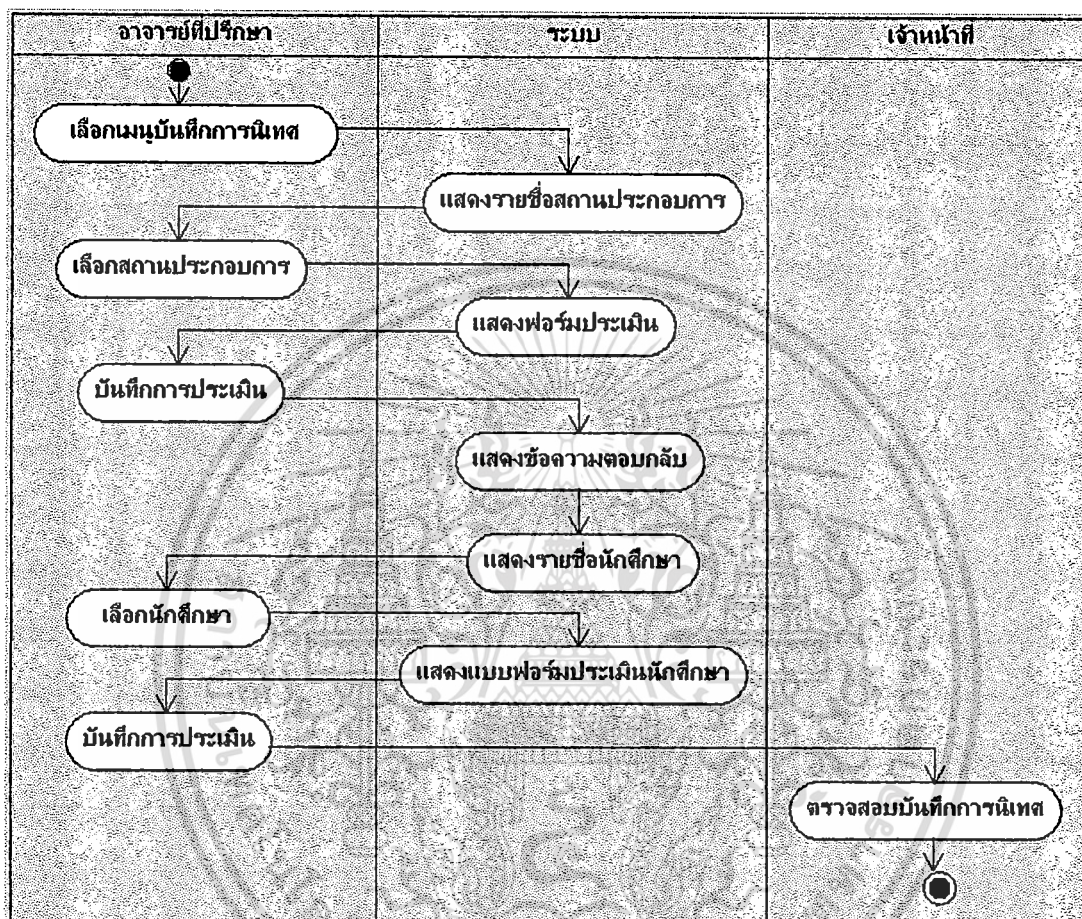 อาจารย์ที่ปรึกษา
ระบบ
เจ้าหน้าที่
เลือกเมนูบันทึกการนิเทศ
แสดงรายชื่อสถานประกอบการ
เลือกสถานประกอบการ
แสดงฟอร์มประเมิน
บันทึกการประเมิน
แสดงข้อความตอบกลับ
แสดงรายชื่อนักศึกษา
เลือกนักศึกษา
แสดงแบบฟอร์มประเมินนักศึกษา
บันทึกการประเมิน
ตรวจสอบบันทึกการนิเทศ